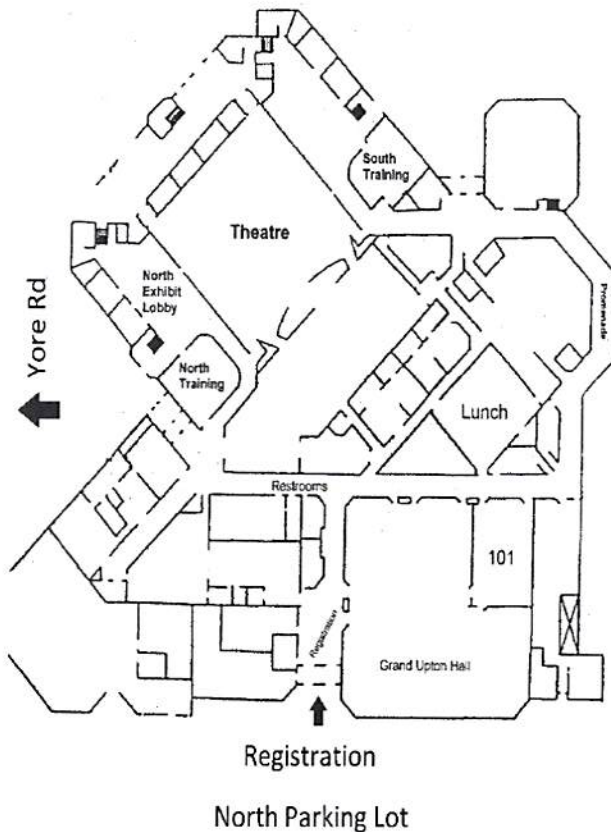 South
Training
Theatre
North
Exhibit
Lobby
Promenade
Yore Rd
North
Training
Lunch
Restrooms
101
Registration
Grand Upton Hall
Registration
North Parking Lot